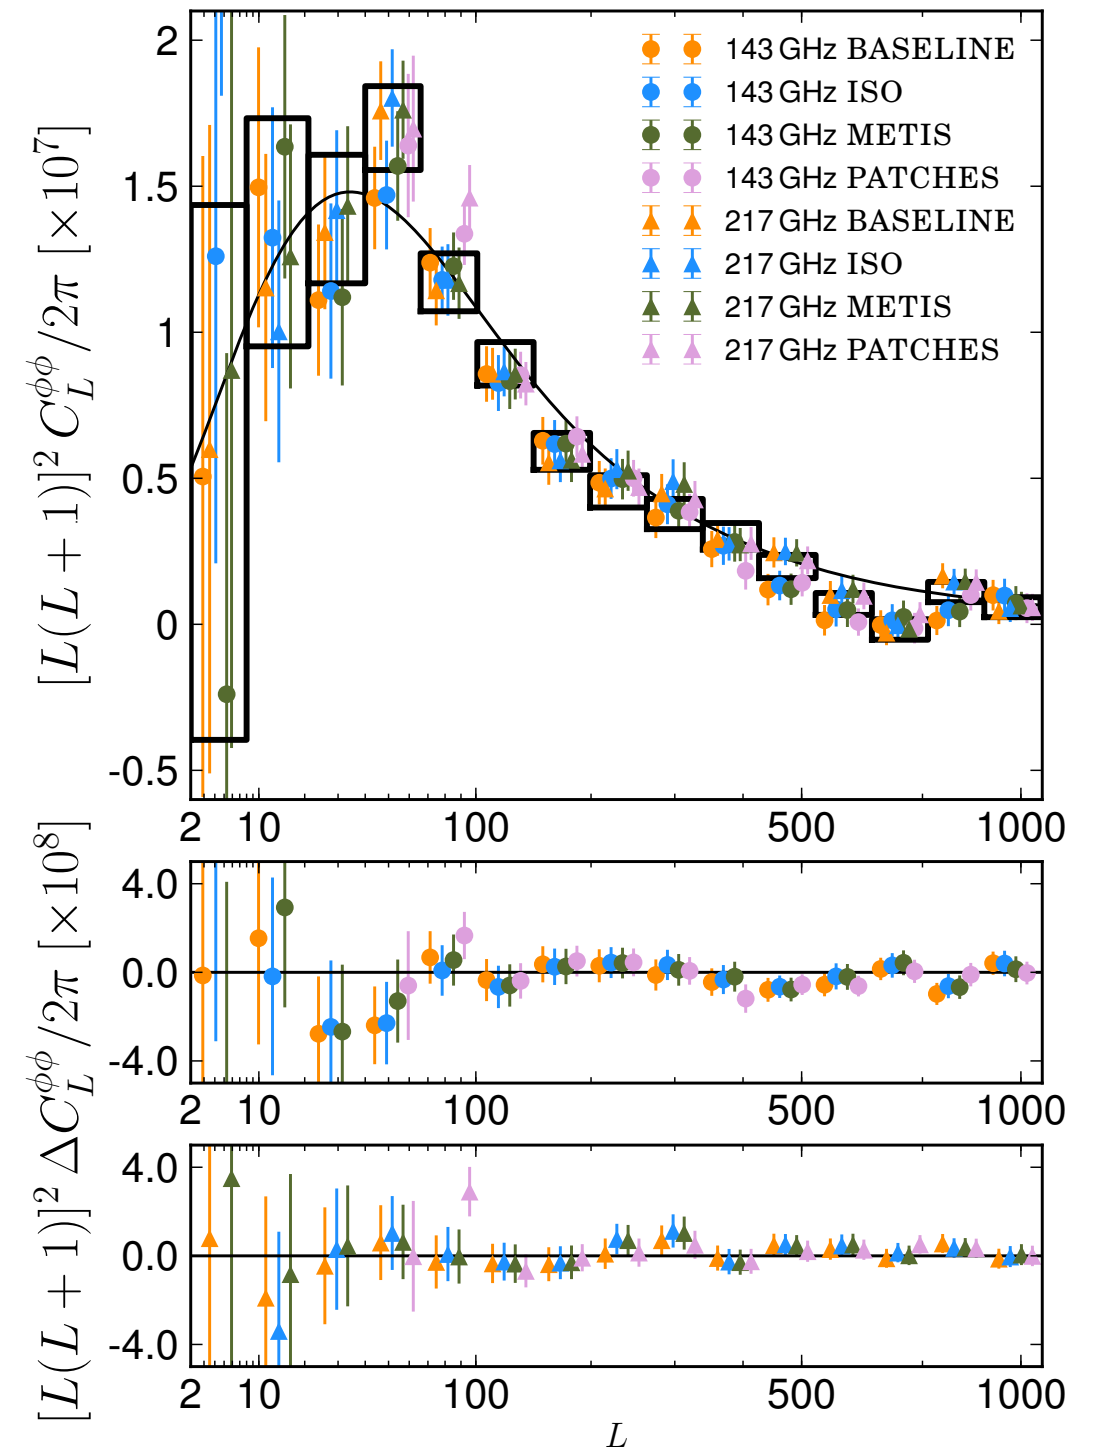 [L(L + 1)]² C_L^{ϕϕ}/2π [×10⁷]
2
1.5
1
0.5
0
-0.5
143 GHz BASELINE
143 GHz ISO
143 GHz METIS
143 GHz PATCHES
217 GHz BASELINE
217 GHz ISO
217 GHz METIS
217 GHz PATCHES
2 10 100 500 1000
[L(L + 1)]² ΔC_L^{ϕϕ}/2π [×10⁸]
4.0
0.0
-4.0
2 10 100 500 1000
4.0
0.0
-4.0
2 10 100 500 1000
L